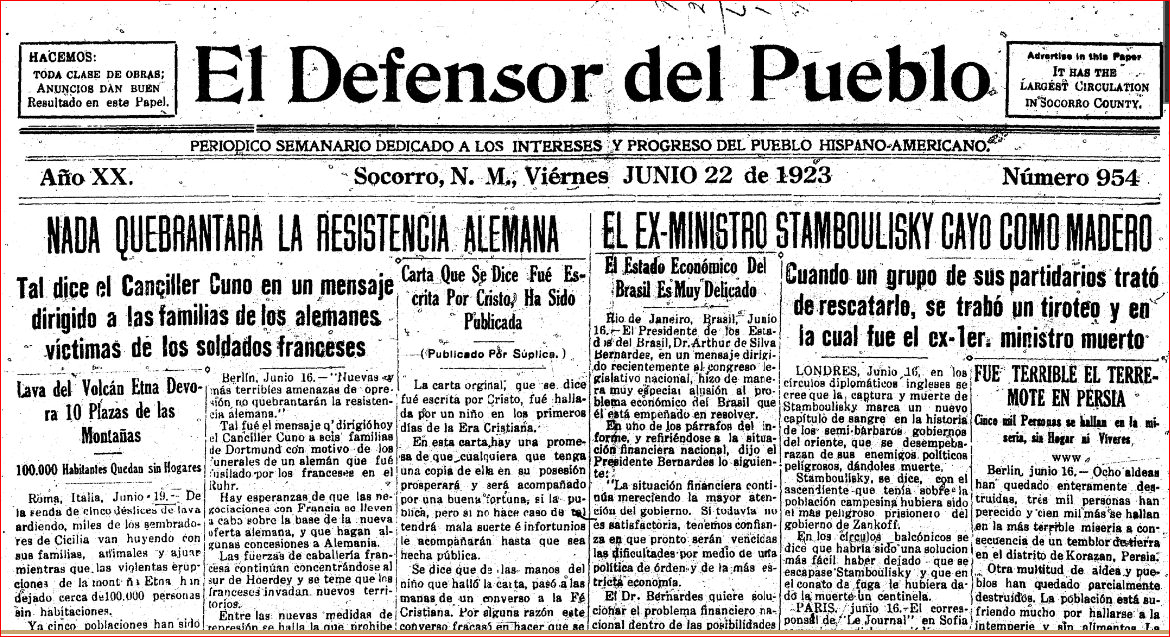 HACEMOS:
TODA CLASE DE OBRAS;
ANUNCIOS DAN BUEN
Resultado en este Papel.
El Defensor del Pueblo
Advertise in this Paper
IT HAS THE
LARGEST CIRCULATION
IN SOCORRO COUNTY.
PERIODICO SEMANARIO DEDICADO A LOS INTERESES Y PROGRESO DEL PUEBLO HISPANO-AMERICANO.
Año XX.
Socorro, N. M., Viérnes JUNIO 22 de 1923
Número 954
NADA QUEBRANTARA LA RESISTENCIA ALEMANA
Tal dice el Canciller Cuno en un mensaje
dirigido a las familias de los alemanes
víctimas de los soldados franceses
Lava del Volcán Etna Devo-
ra 10 Plazas de las
Montañas
100.000 Habitantes Quedan sin Hogares
Roma, Italia, Junio 19.— De
la senda de cinco deslices de lava
ardiendo, miles de los sembrado-
res de Cicilia van huyendo con
sus familias, animales y ajuar
mientras que las violentas erup-
ciones de la Etna han
dejado cerca de 100.000 personas
sin habitaciones.
Ya cinco poblaciones han sido
Berlín, Junio 16.—"Nuevas y
más terribles amenazas de opre-
sión no quebrantarán la resisten-
cia alemana."
Tal fué el mensaje q' dirigió hoy
el Canciller Cuno a seis familias
de Dortmund con motivo de los
funerales de un alemán que fué
fusilado por los franceses en el
Ruhr.
Hay esperanzas de que las ne-
gociaciones con Francia se lleven
a cabo sobre la base de la nueva
oferta alemana, y que hagan al-
gunas concesiones a Alemania.
Las fuerzas de caballería fran-
cesa continúan concentrándose al
sur de Hoerdey y se teme que los
franceses invadan nuevos terri-
torios.
Entre las nuevas medidas de
represión se halla la que prohibe
Carta Que Se Dice Fué Es-
crita Por Cristo, Ha Sido
Publicada
(Publicado Por Súplica.)
La carta orginal, que se dice
fué escrita por Cristo, fué halla-
da por un niño en los primeros
días de la Era Cristiana.
En esta carta hay una prome-
sa de que cualquiera que tenga
una copia de ella en su posesión
prosperará y será acompañado
por una buena fortuna, si la pu-
blica, pero si no hace caso de tal
tendrá mala suerte é infortunios
le acompañarán hasta que sea
hecha pública.
Se dice que de las manos del
niño que halló la carta, pasó a las
manas de un converso a la Fé
Cristiana. Por alguna razón este
converso fracasó en hacer que se
EL EX-MINISTRO STAMBOULISKY CAYO COMO MADERO
El Estado Económico Del
Brasil Es Muy Delicado
Rio de Janeiro, Brasil, Junio
16.—El Presidente de los Esta-
dos del Brasil, Dr. Arthur de Silva
Bernardes, en un mensaje dirigi-
do recientemente al congreso le-
gislativo nacional, hizo de mane-
ra muy especial alusión al pro-
blema económico del Brasil que
él está empeñado en resolver.
En uno de los párrafos del in-
forme, y refiriéndose a la situa-
ción financiera nacional, dijo el
Presidente Bernardes lo siguien-
te:
"La situación financiera conti-
núa mereciendo la mayor aten-
ción del gobierno. Si todavía no
es satisfactoria, tenemos confian-
za en que pronto serán vencidas
las dificultades por medio de una
política de órden y de la más es-
tricta economía.
El Dr. Bernardes quiere solu-
cionar el problema financiero na-
cional dentro de las posibilidades
Cuando un grupo de sus partidarios trató
de rescatarlo, se trabó un tiroteo y en
la cual fue el ex-1er. ministro muerto
LONDRES, Junio 16, en los
círculos diplomáticos ingleses se
cree que la captura y muerte de
Stamboulisky marca un nuevo
capítulo de sangre en la historia
de los semi-bárbaros gobiernos
del oriente, que se desempeba-
razan de sus enemigos políticos
peligrosos, dándoles muerte.
Stamboulisky, se dice, con el
ascendiente que tenía sobre la
población campesina hubiera sido
el más peligroso prisionero del
gobierno de Zankoff.
En los círculos balcónicos se
dice que habría sido una solucion
más facil haber dejado que se
escapase Stamboulisky y que en
el conato de fuga le hubiera da-
do la muerte un centinela.
PARIS, junio 16.-El corres-
ponsal de "Le Journal" en Sofia
FUE TERRIBLE EL TERRE-
MOTE EN PERSIA
Cinco mil Personas se hallan en la mi-
seria, sin Hogar ni Viveres
WWW
Berlin, junio 16.— Ocho aldeas
han quedado enteramente des-
truidas, tres mil personas han
perecido y cien mil más se hallan
en la más terrible miseria a con-
secuencia de un temblor de tierra
en el distrito de Korazan, Persia.
Otra multitud de aldea y pue-
blos han quedado parcialmente
destruidos. La población está su-
friendo mucho por hallarse a la
intemperie y sin alimentos. La